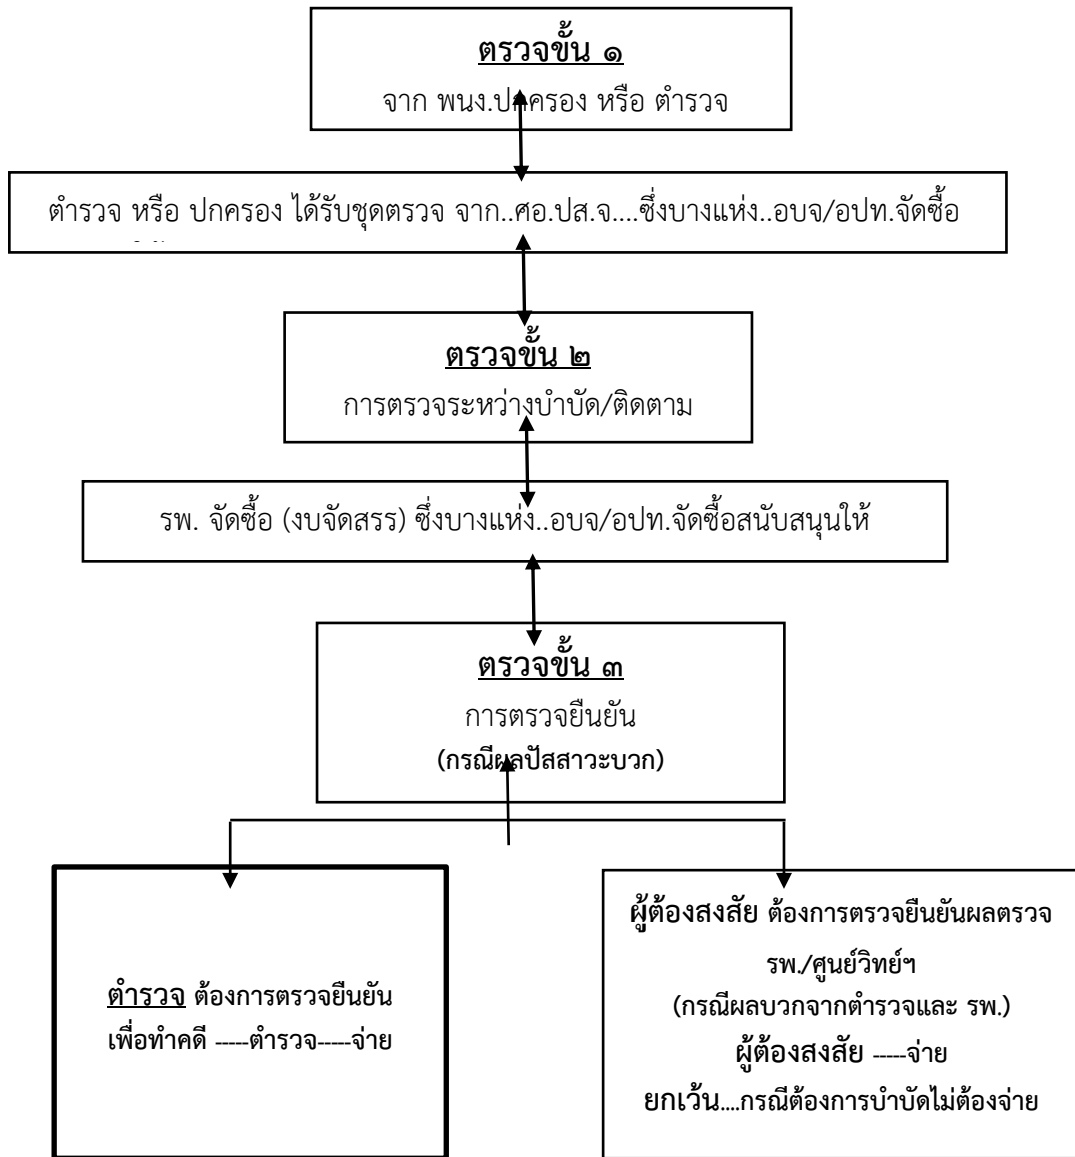 ตรวจขั้น ๑
จาก พนง.ปกครอง หรือ ตำรวจ
ตำรวจ หรือ ปกครอง ได้รับชุดตรวจ จาก..ศอ.ปส.จ....ซึ่งบางแห่ง..อบจ/อปท.จัดซื้อ
ตรวจขั้น ๒
การตรวจระหว่างบำบัด/ติดตาม
รพ. จัดซื้อ (งบจัดสรร) ซึ่งบางแห่ง..อบจ/อปท.จัดซื้อสนับสนุนให้
ตรวจขั้น ๓
การตรวจยืนยัน
(กรณีผลปัสสาวะบวก)
ตำรวจ ต้องการตรวจยืนยัน
เพื่อทำคดี -----ตำรวจ-----จ่าย
ผู้ต้องสงสัย ต้องการตรวจยืนยันผลตรวจ
รพ./ศูนย์วิทย์ฯ
(กรณีผลบวกจากตำรวจและ รพ.)
ผู้ต้องสงสัย -----จ่าย
ยกเว้น....กรณีต้องการบำบัดไม่ต้องจ่าย